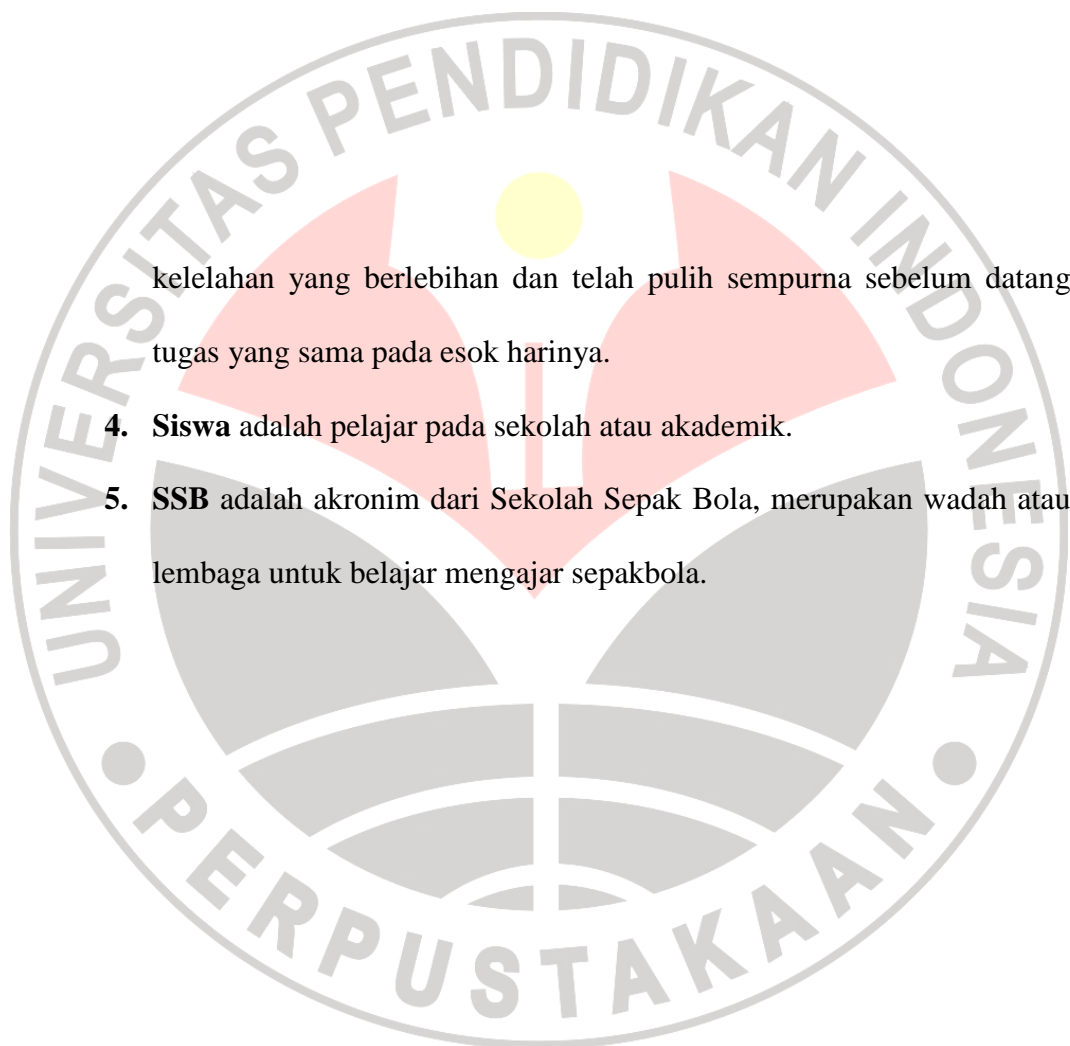 UNIVERSITAS PENDIDIKAN INDONESIA
kelelahan yang berlebihan dan telah pulih sempurna sebelum datang
tugas yang sama pada esok harinya.
4. Siswa adalah pelajar pada sekolah atau akademik.
5. SSB adalah akronim dari Sekolah Sepak Bola, merupakan wadah atau
lembaga untuk belajar mengajar sepakbola.
PERPUSTAKAAN